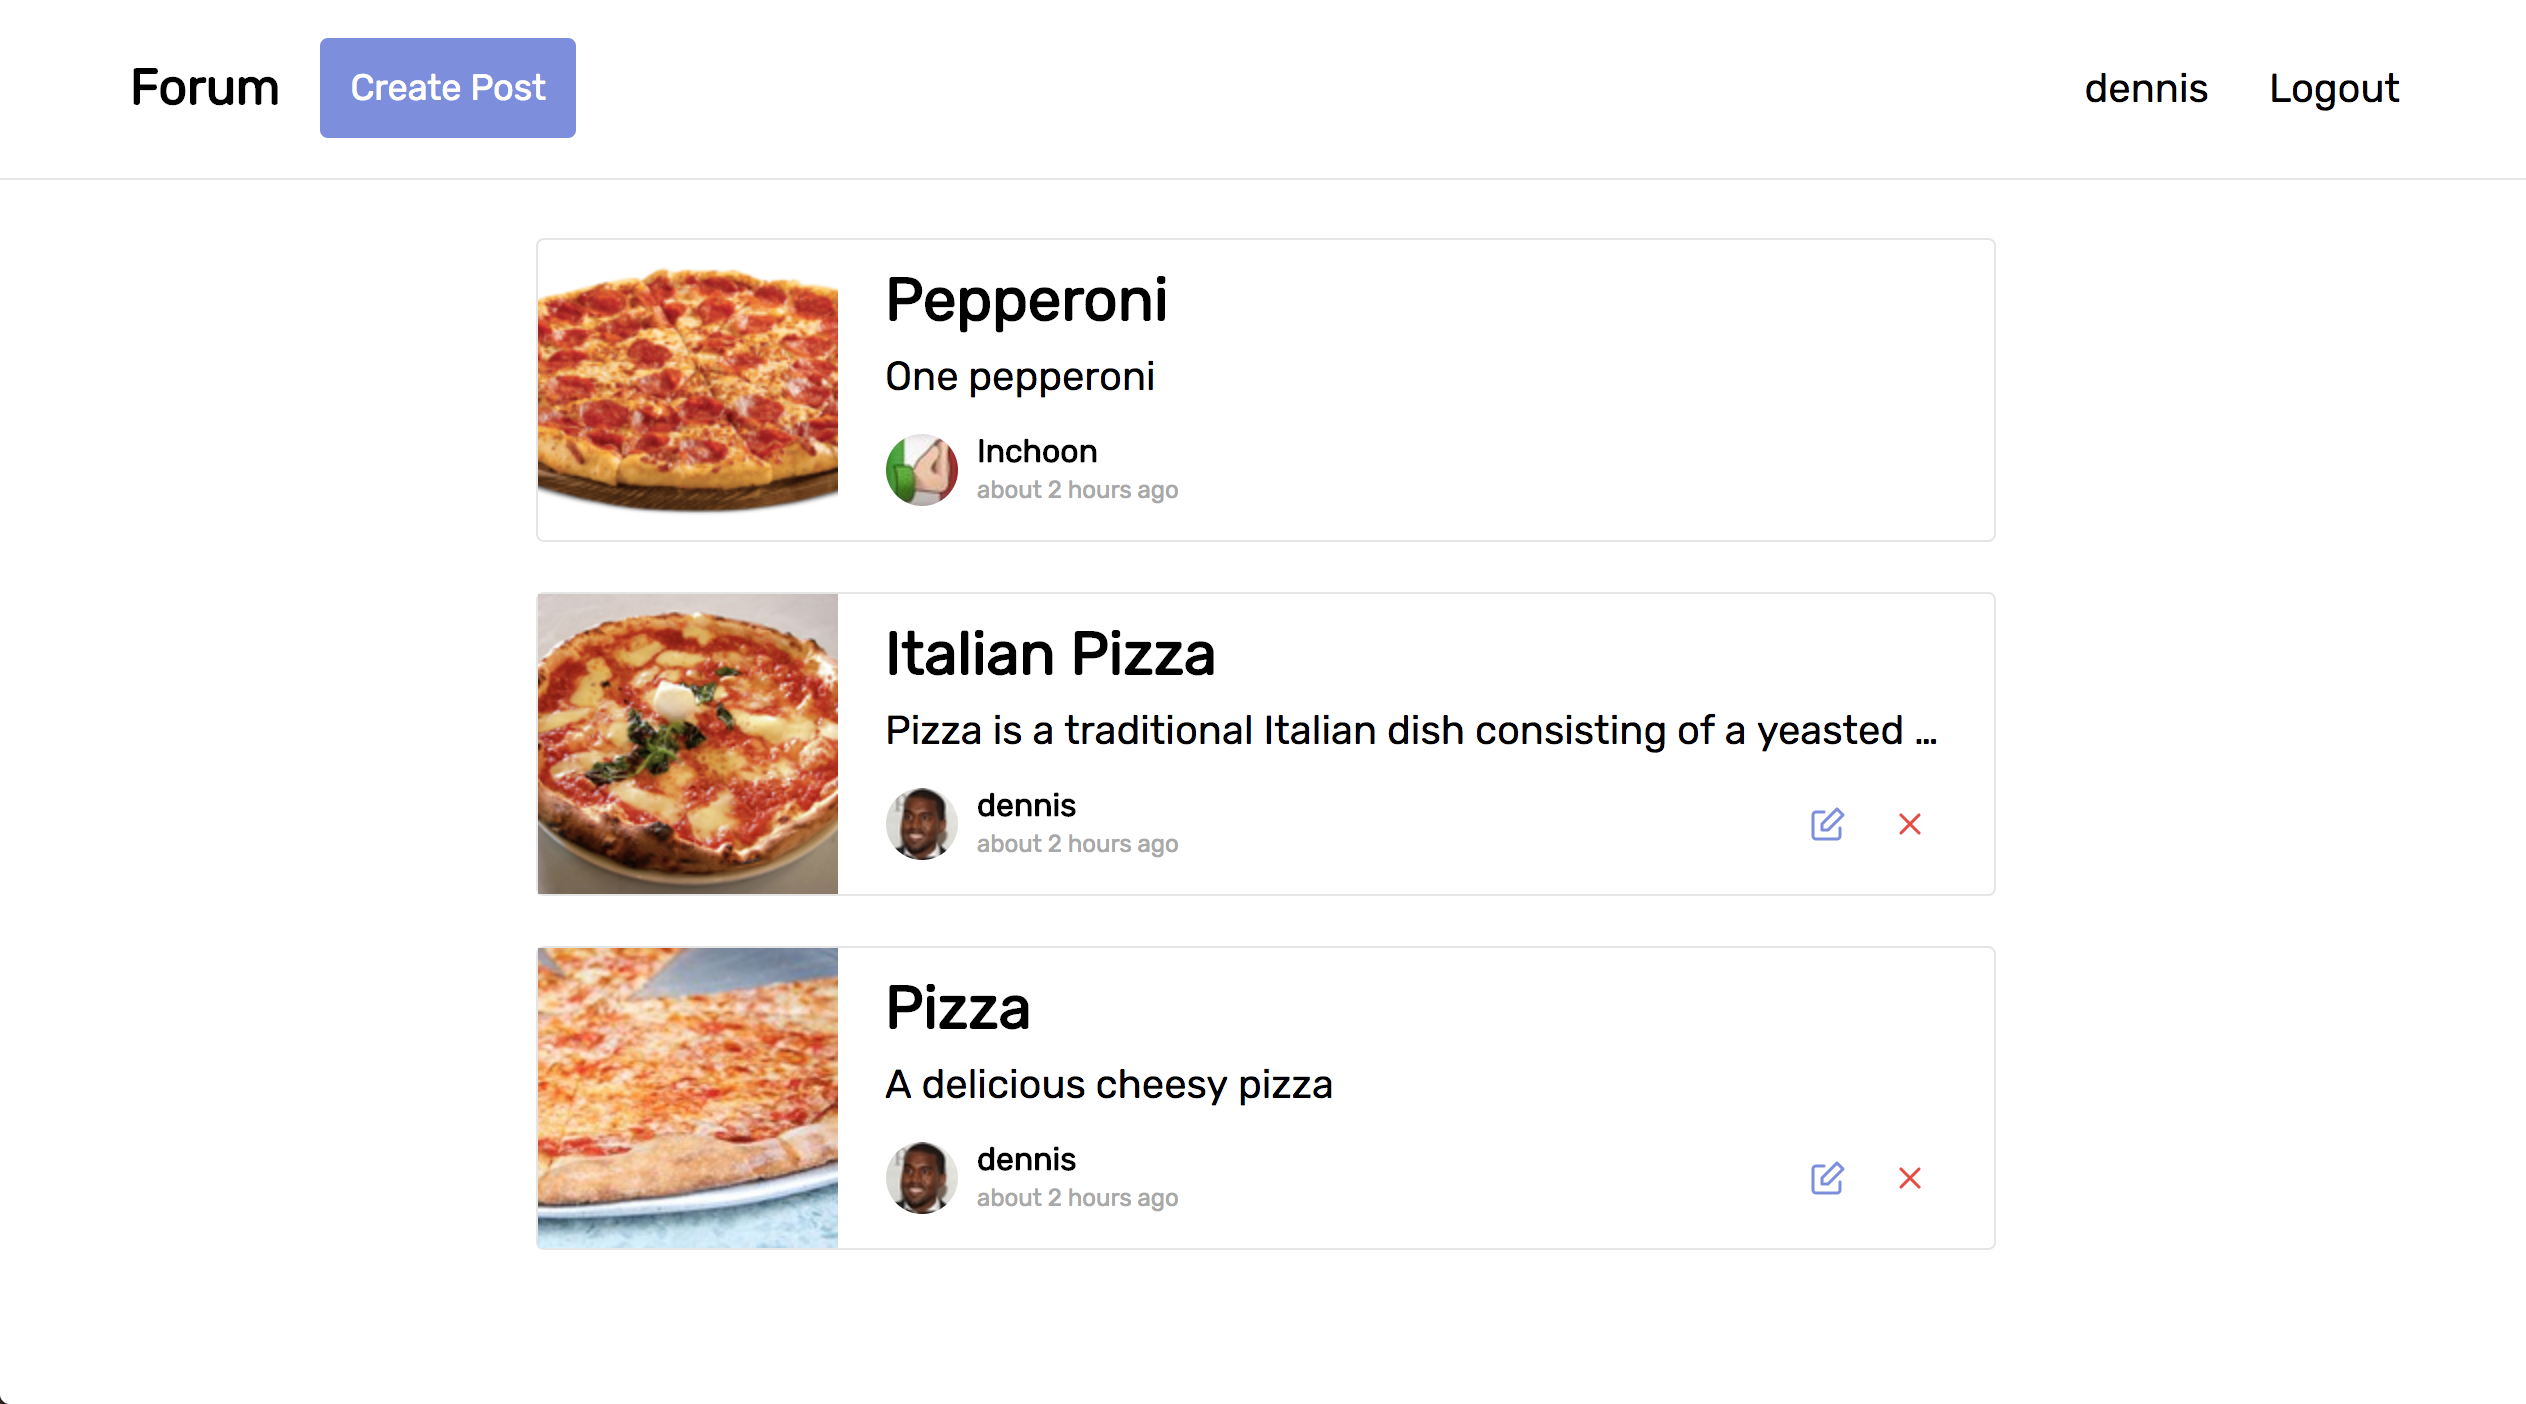 Forum
Create Post
dennis
Logout
Pepperoni
One pepperoni
Inchoon
about 2 hours ago
Italian Pizza
Pizza is a traditional Italian dish consisting of a yeasted ...
dennis
about 2 hours ago
Pizza
A delicious cheesy pizza
dennis
about 2 hours ago